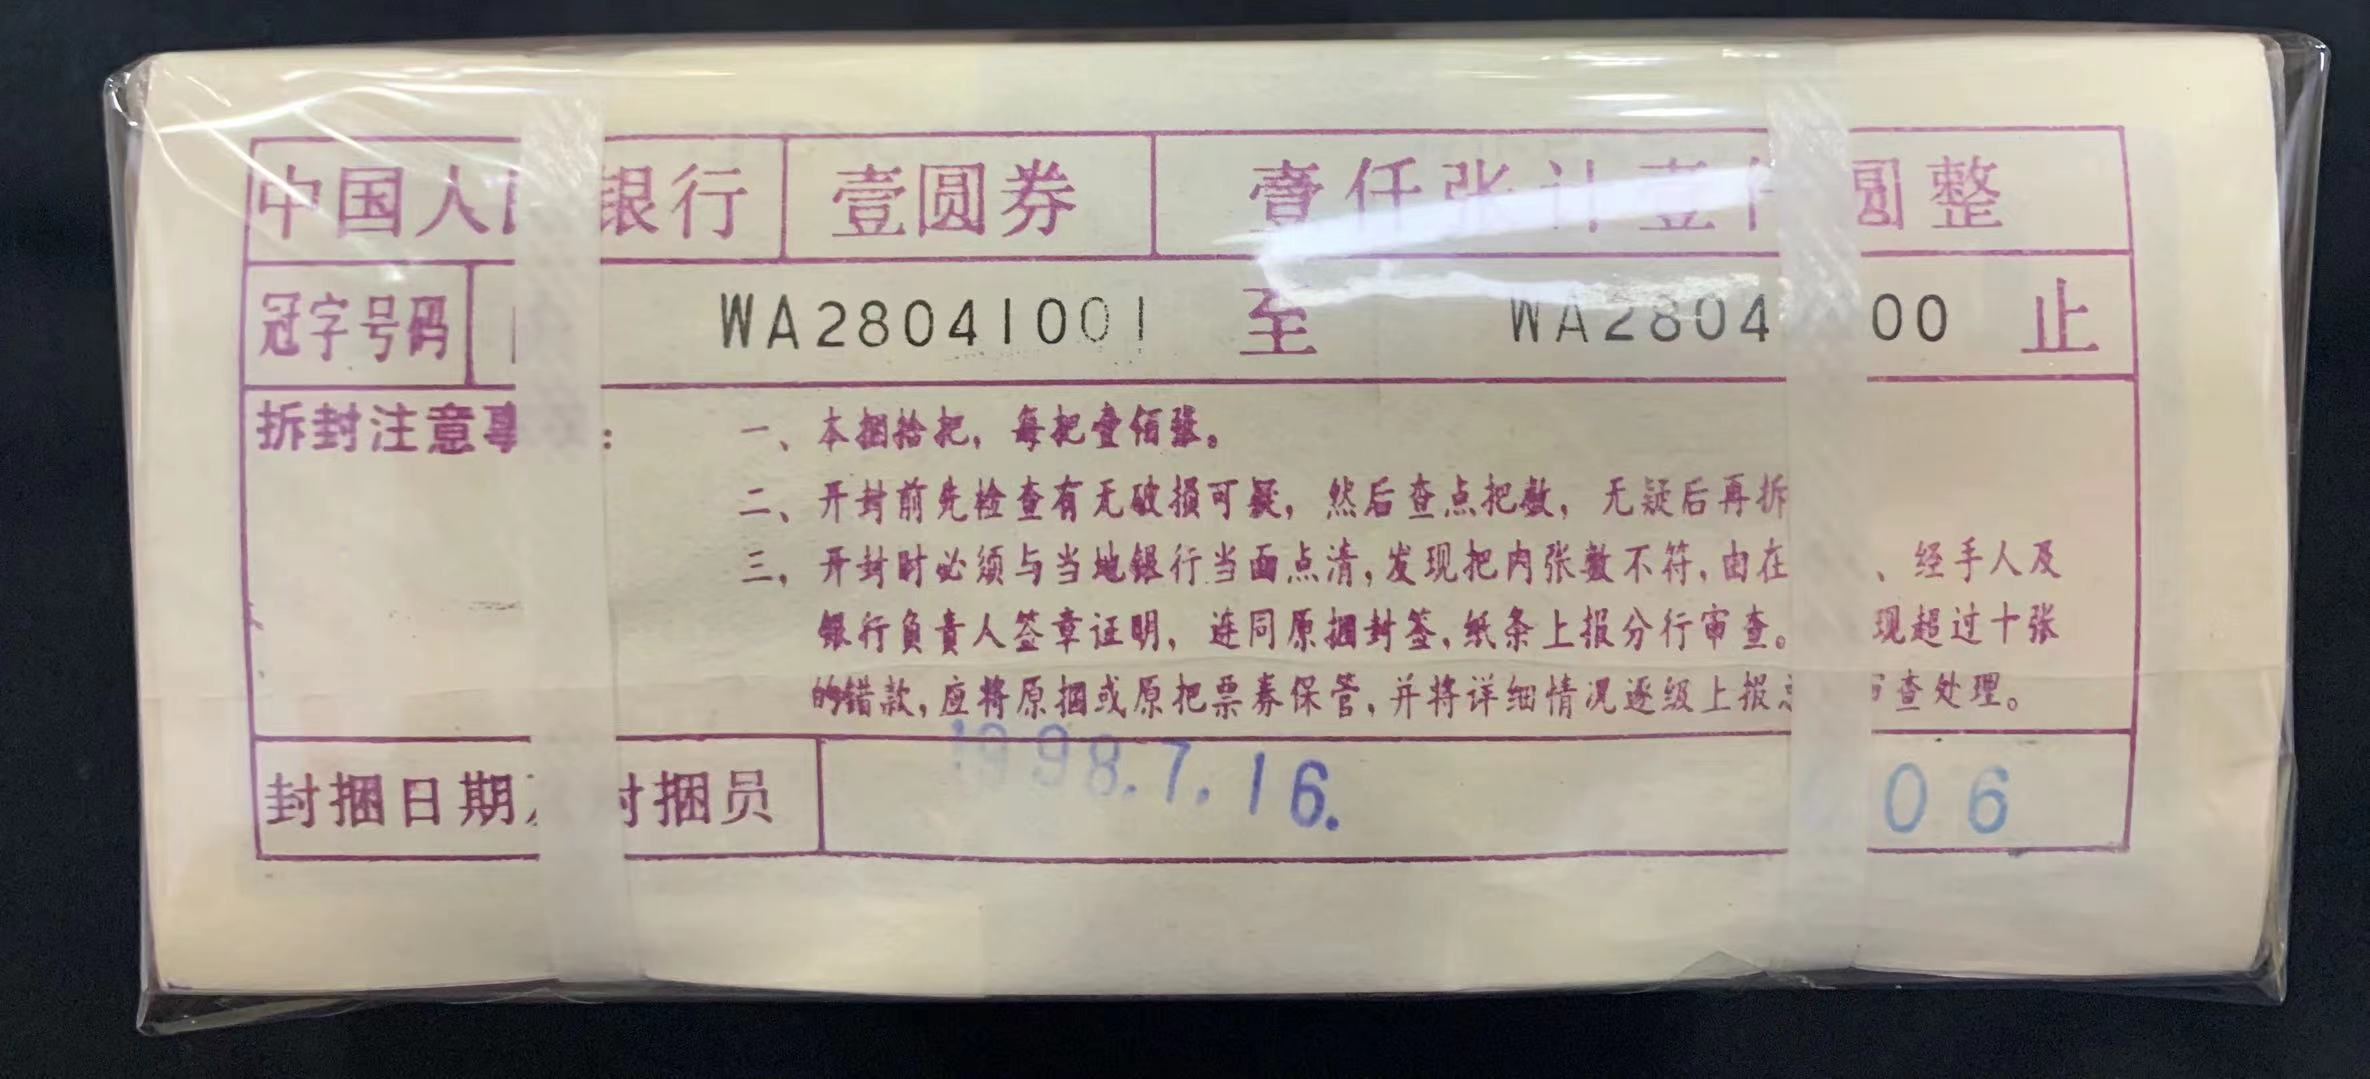 中国人 银行 壹圆券 壹仟张计壹 圆整
冠字号码 WA28041001 至 WA2804 00 止
拆封注意事 :
一、本捆拾把,每把壹佰张。
二、开封前先检查有无破损可疑,然后查点把数,无疑后再拆
三、开封时必须与当地银行当面点清,发现把内张数不符,由在 、经手人及
银行负责人签章证明,连同原捆封签,纸条上报分行审查。 现超过十张
的错款,应将原捆或原把票券保管,并将详细情况逐级上报 查处理。
封捆日期 封捆员 1998.7.16. 06